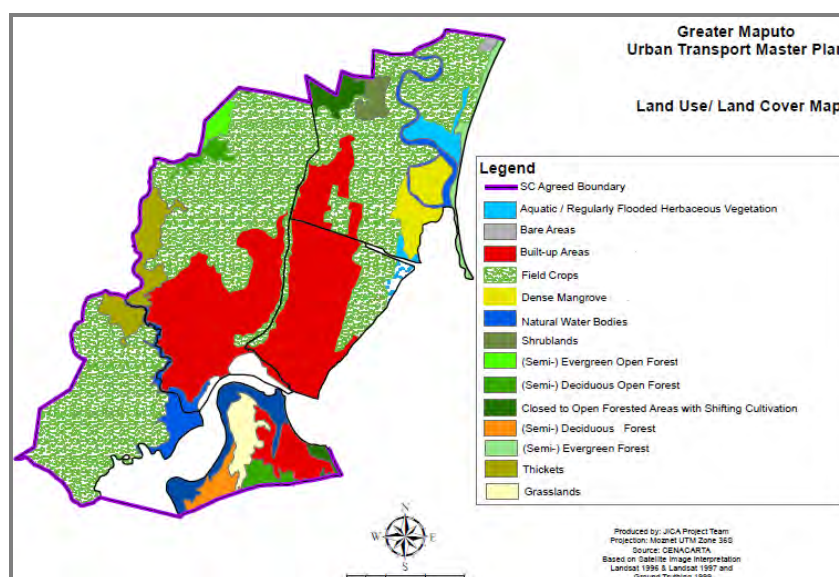 Greater Maputo
Urban Transport Master Plan
Land Use/ Land Cover Map
Legend
SC Agreed Boundary
Aquatic / Regularly Flooded Herbaceous Vegetation
Bare Areas
Built-up Areas
Field Crops
Dense Mangrove
Natural Water Bodies
Shrublands
(Semi-) Evergreen Open Forest
(Semi-) Deciduous Open Forest
Closed to Open Forested Areas with Shifting Cultivation
(Semi-) Deciduous Forest
(Semi-) Evergreen Forest
Thickets
Grasslands
N
W E
S
Produced by: JICA Project Team
Projection: Moznet UTM Zone 36S
Source: CENACARTA
Based on Satellite Image Interpretation
Landsat 1996 & Landsat 1997 and
Ground Truthing 1999